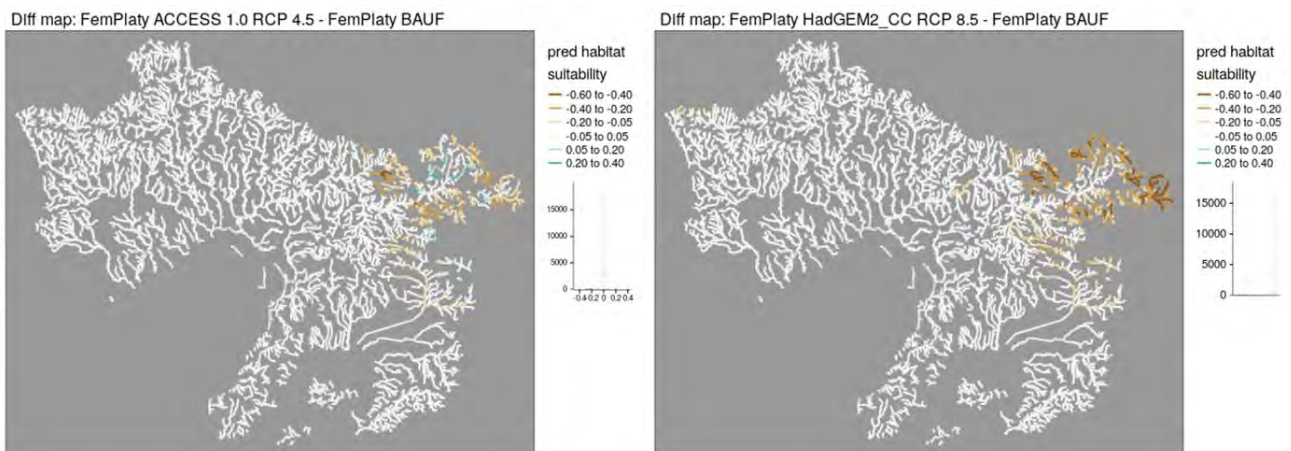 Diff map: FemPlaty ACCESS 1.0 RCP 4.5 - FemPlaty BAUF
pred habitat
suitability
-0.60 to -0.40
-0.40 to -0.20
-0.20 to -0.05
-0.05 to 0.05
0.05 to 0.20
0.20 to 0.40
15000
10000
5000
0
-0.4 0.2 0 0.2 0.4
Diff map: FemPlaty HadGEM2_CC RCP 8.5 - FemPlaty BAUF
pred habitat
suitability
-0.60 to -0.40
-0.40 to -0.20
-0.20 to -0.05
-0.05 to 0.05
0.05 to 0.20
0.20 to 0.40
15000
10000
5000
0